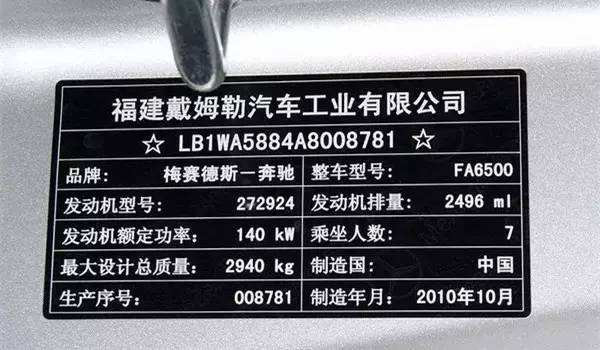 福建戴姆勒汽车工业有限公司
☆ LB1WA5884A8008781 ☆
品牌: 梅赛德斯－奔驰 整车型号: FA6500
发动机型号: 272924 发动机排量: 2496 ml
发动机额定功率: 140 kW 乘坐人数: 7
最大设计总质量: 2940 kg 制造国: 中国
生产序号: 008781 制造年月: 2010年10月